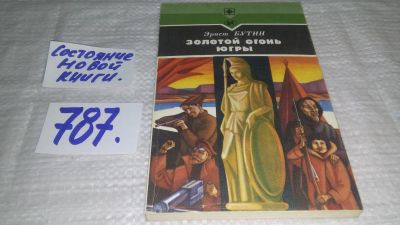 Состояние
новой
книги.
787.
Эрнст БУТИН
ЗОЛОТОЙ ОГОНЬ
ЮГРЫ